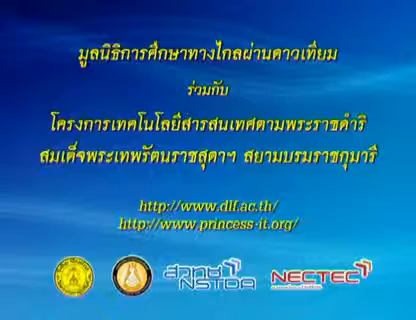 มูลนิธิการศึกษาทางไกลผ่านดาวเทียม
ร่วมกับ
โครงการเทคโนโลยีสารสนเทศตามพระราชดำริ
สมเด็จพระเทพรัตนราชสุดาฯ สยามบรมราชกุมารี
http://www.dlf.ac.th/
http://www.princess-it.org/
สวทช NECTEC
NSTDA